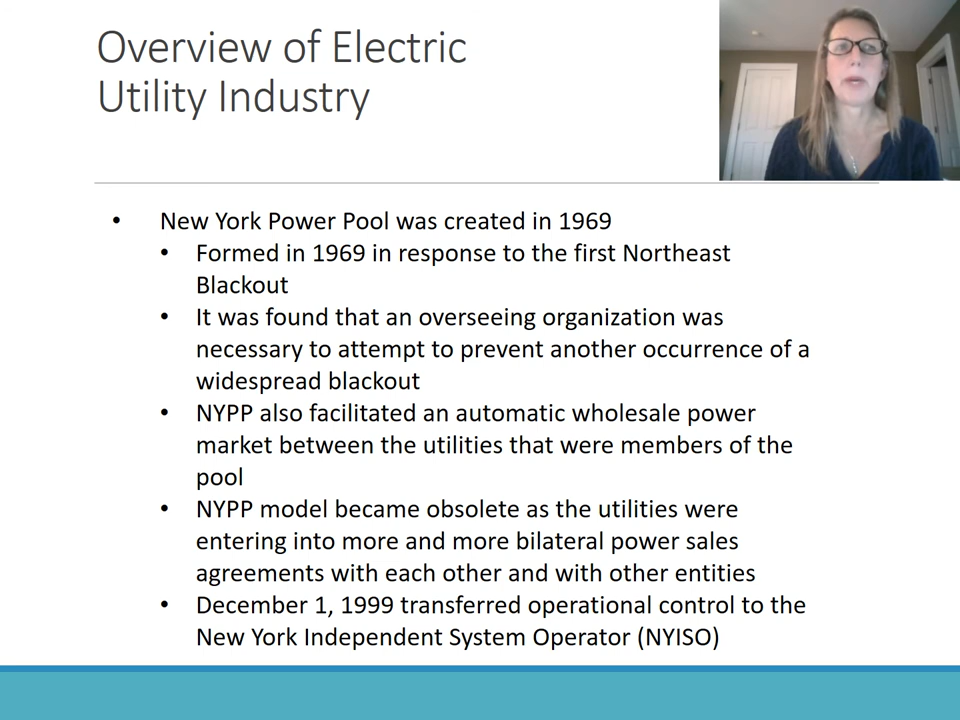 Overview of Electric
Utility Industry
• New York Power Pool was created in 1969
• Formed in 1969 in response to the first Northeast
Blackout
• It was found that an overseeing organization was
necessary to attempt to prevent another occurrence of a
widespread blackout
• NYPP also facilitated an automatic wholesale power
market between the utilities that were members of the
pool
• NYPP model became obsolete as the utilities were
entering into more and more bilateral power sales
agreements with each other and with other entities
• December 1, 1999 transferred operational control to the
New York Independent System Operator (NYISO)